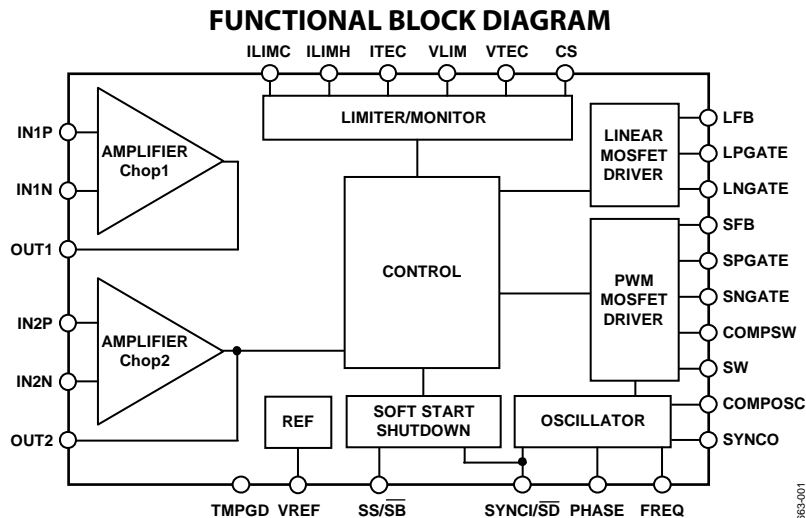 FUNCTIONAL BLOCK DIAGRAM
ILIMC ILIMH ITEC VLIM VTEC CS
LIMITER/MONITOR
IN1P
AMPLIFIER
Chop1
IN1N
OUT1
LINEAR
MOSFET
DRIVER
LFB
LPGATE
LNGATE
CONTROL
PWM
MOSFET
DRIVER
SFB
SPGATE
SNGATE
COMPSW
SW
IN2P
AMPLIFIER
Chop2
IN2N
OUT2
REF
SOFT START
SHUTDOWN
OSCILLATOR
COMPOSC
SYNCO
TMPGD VREF SS/S̅B̅ SYNCI/S̅D̅ PHASE FREQ
663-001